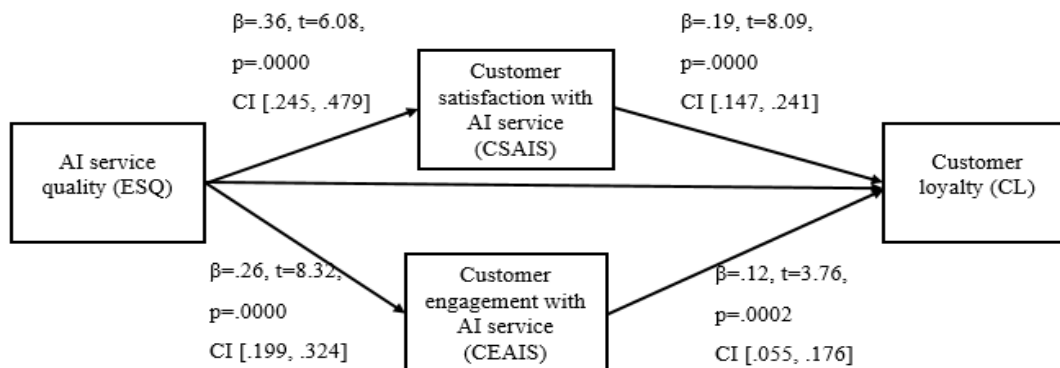 β=.36, t=6.08,
p=.0000
CI [.245, .479]
Customer
satisfaction with
AI service
(CSAIS)
β=.19, t=8.09,
p=.0000
CI [.147, .241]
AI service
quality (ESQ)
Customer
loyalty (CL)
β=.26, t=8.32,
p=.0000
CI [.199, .324]
Customer
engagement with
AI service
(CEAIS)
β=.12, t=3.76,
p=.0002
CI [.055, .176]